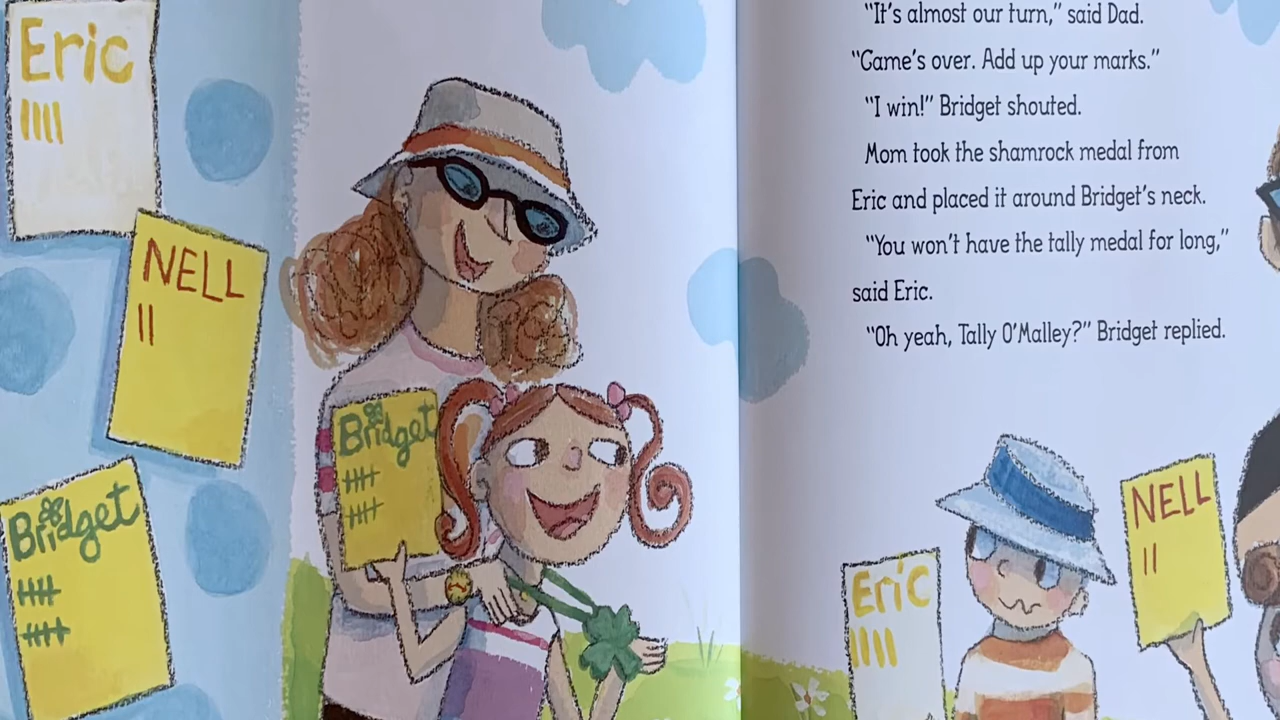 Eric
NELL
Bridget
Bridget
"It's almost our turn," said Dad.
"Game's over. Add up your marks."
"I win!" Bridget shouted.
Mom took the shamrock medal from
Eric and placed it around Bridget's neck.
"You won't have the tally medal for long,"
said Eric.
"Oh yeah, Tally O'Malley?" Bridget replied.
NELL
Eric